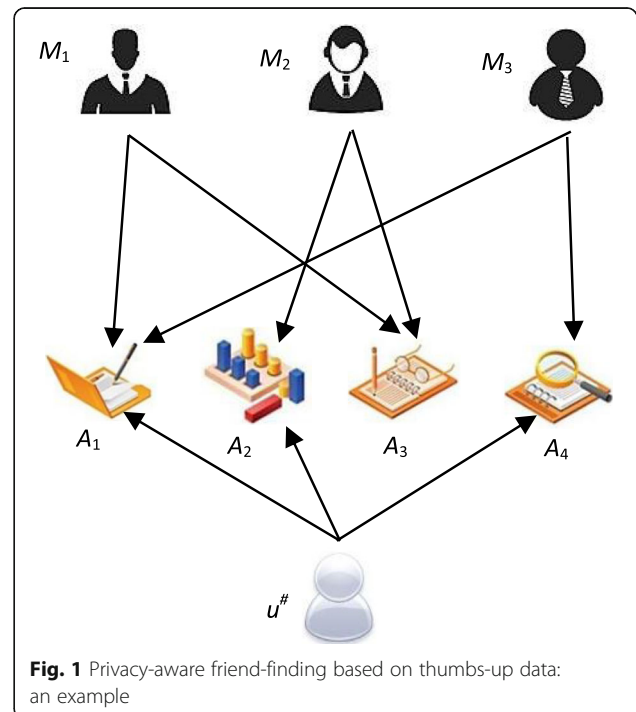 M1 M2 M3
A1 A2 A3 A4
u#
Fig. 1 Privacy-aware friend-finding based on thumbs-up data:
an example